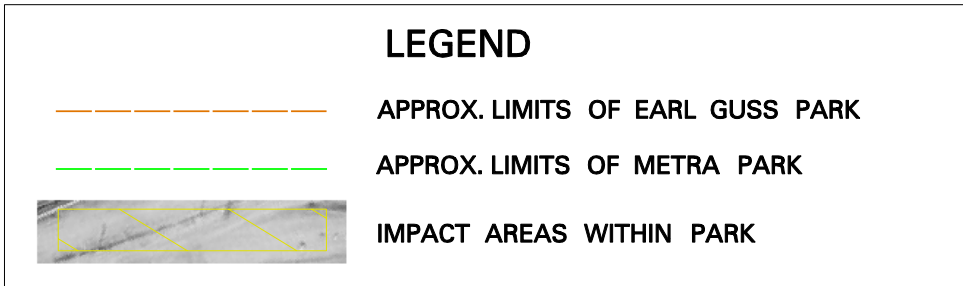 LEGEND
APPROX. LIMITS OF EARL GUSS PARK
APPROX. LIMITS OF METRA PARK
IMPACT AREAS WITHIN PARK